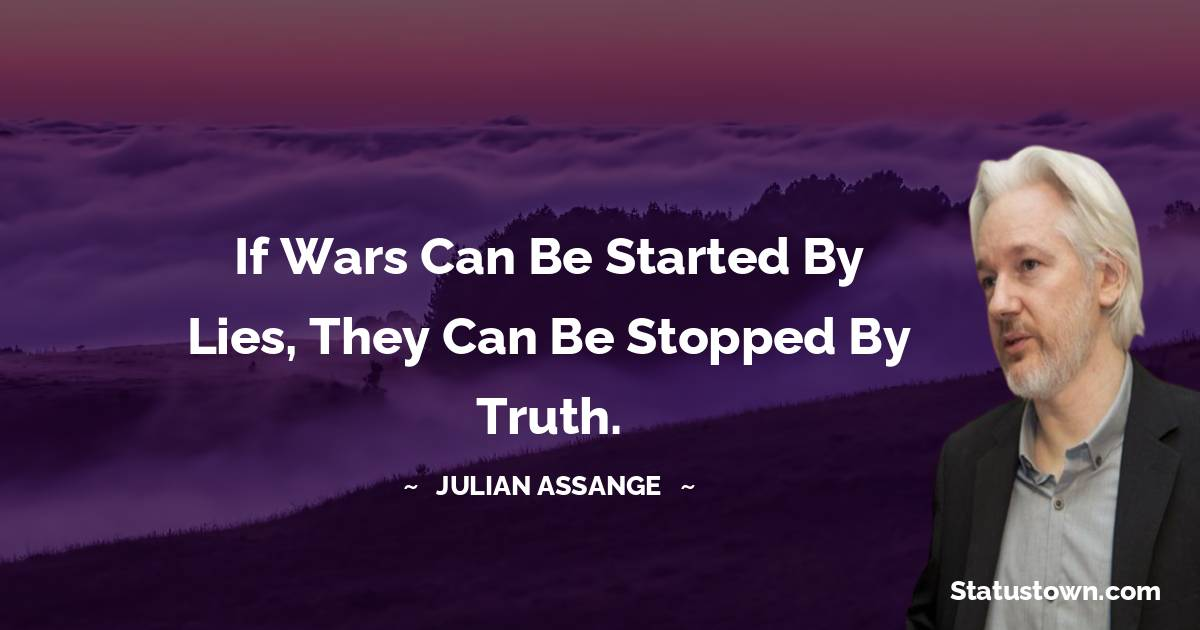 If Wars Can Be Started By
Lies, They Can Be Stopped By
Truth.
~ JULIAN ASSANGE ~
Statustown.com